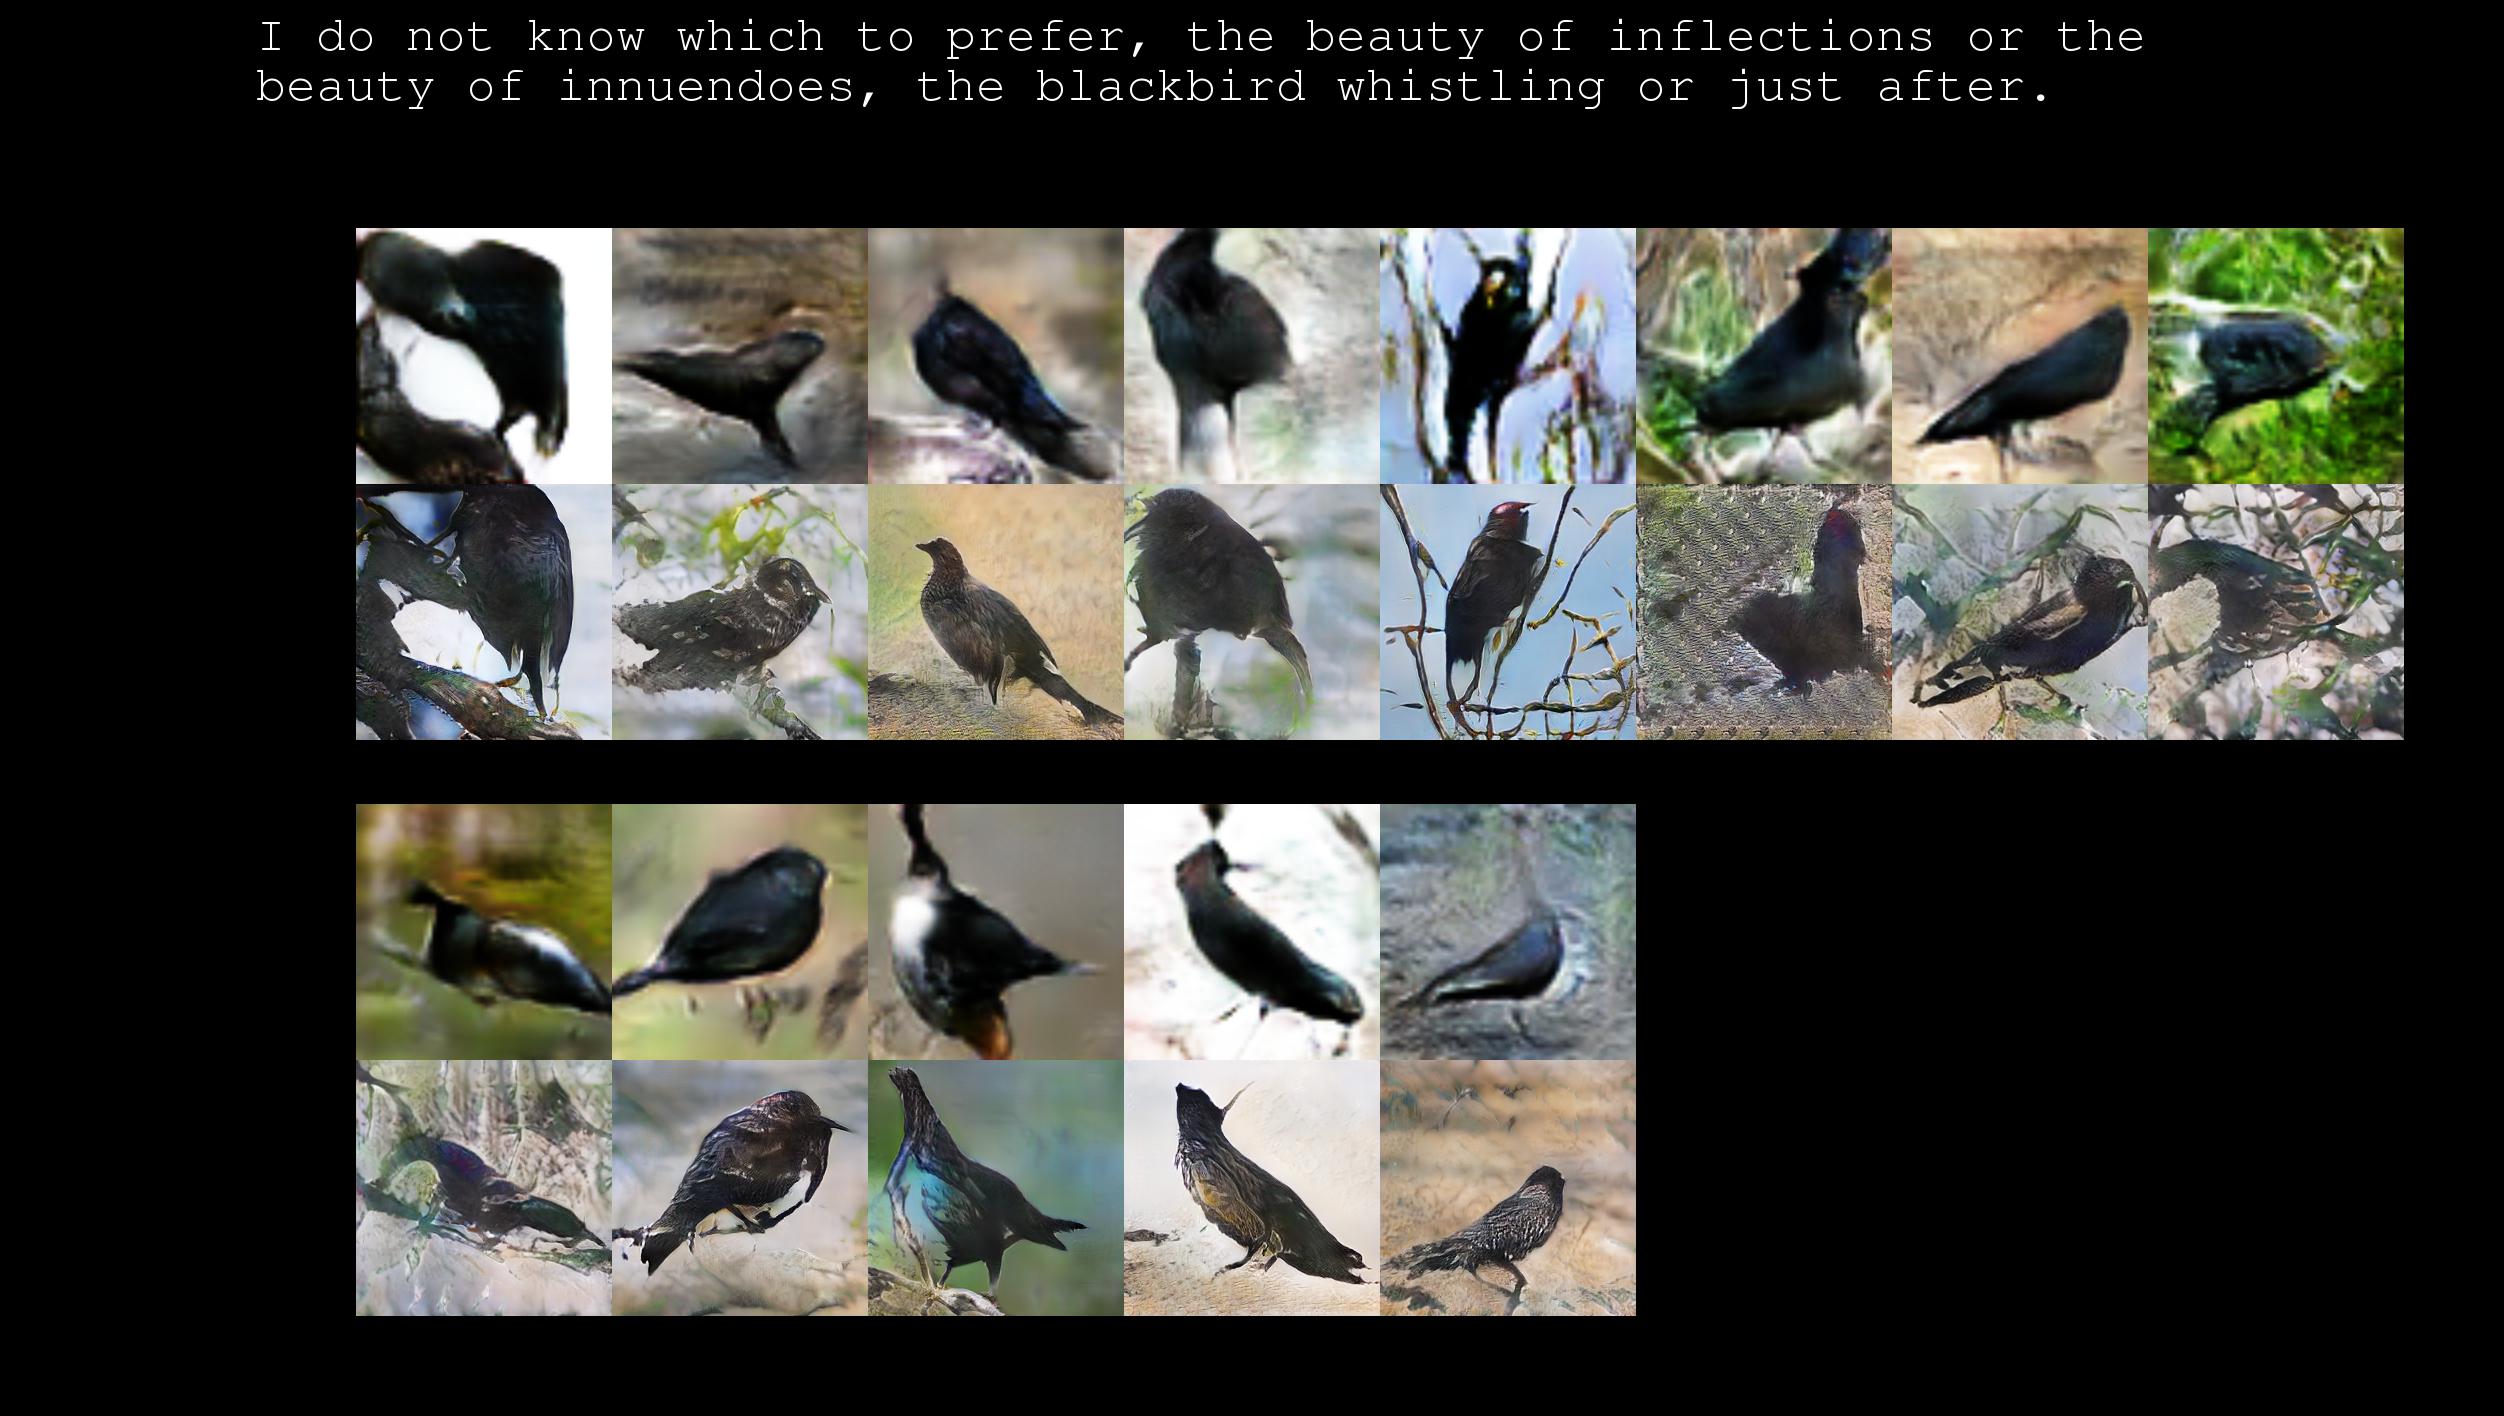 I do not know which to prefer, the beauty of inflections or the
beauty of innuendoes, the blackbird whistling or just after.